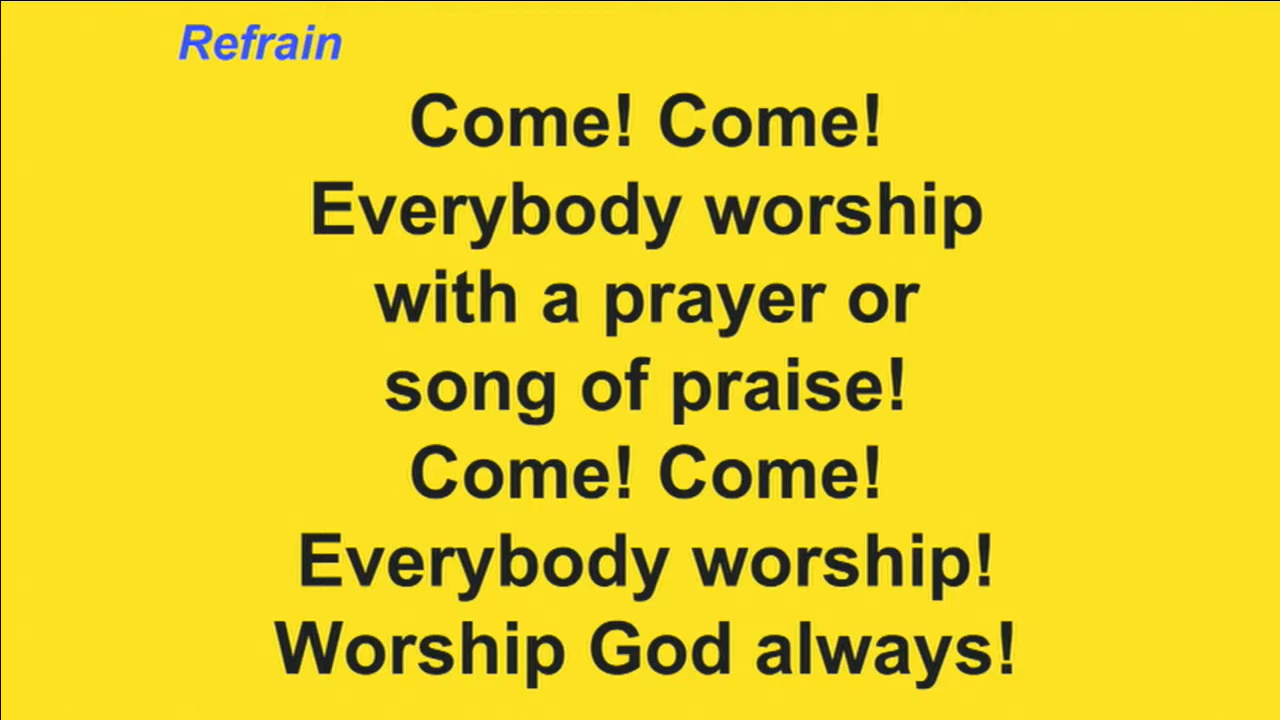 Refrain
Come! Come!
Everybody worship
with a prayer or
song of praise!
Come! Come!
Everybody worship!
Worship God always!